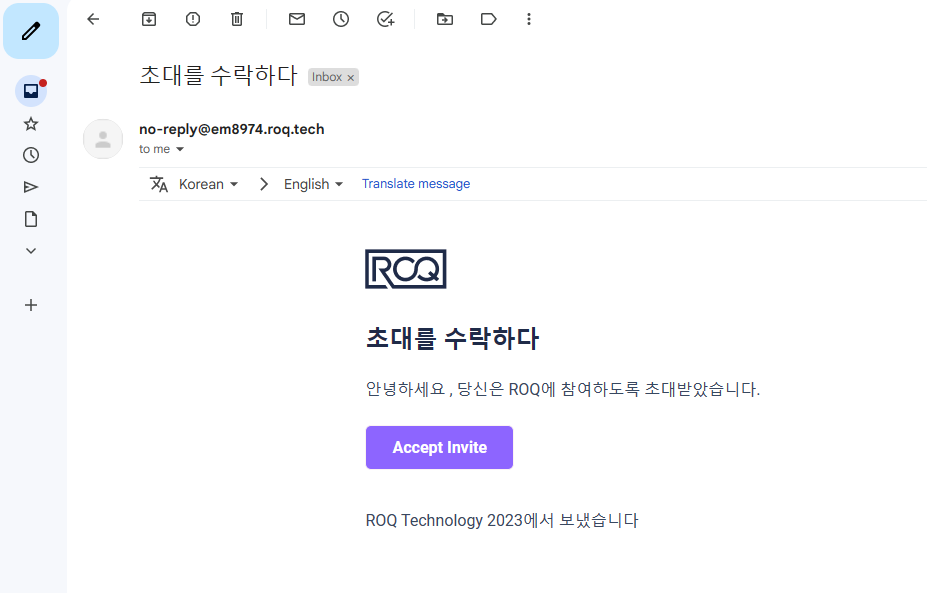 초대를 수락하다 Inbox ×
no-reply@em8974.roq.tech
to me
Korean English Translate message
ROQ
초대를 수락하다
안녕하세요 , 당신은 ROQ에 참여하도록 초대받았습니다.
Accept Invite
ROQ Technology 2023에서 보냈습니다